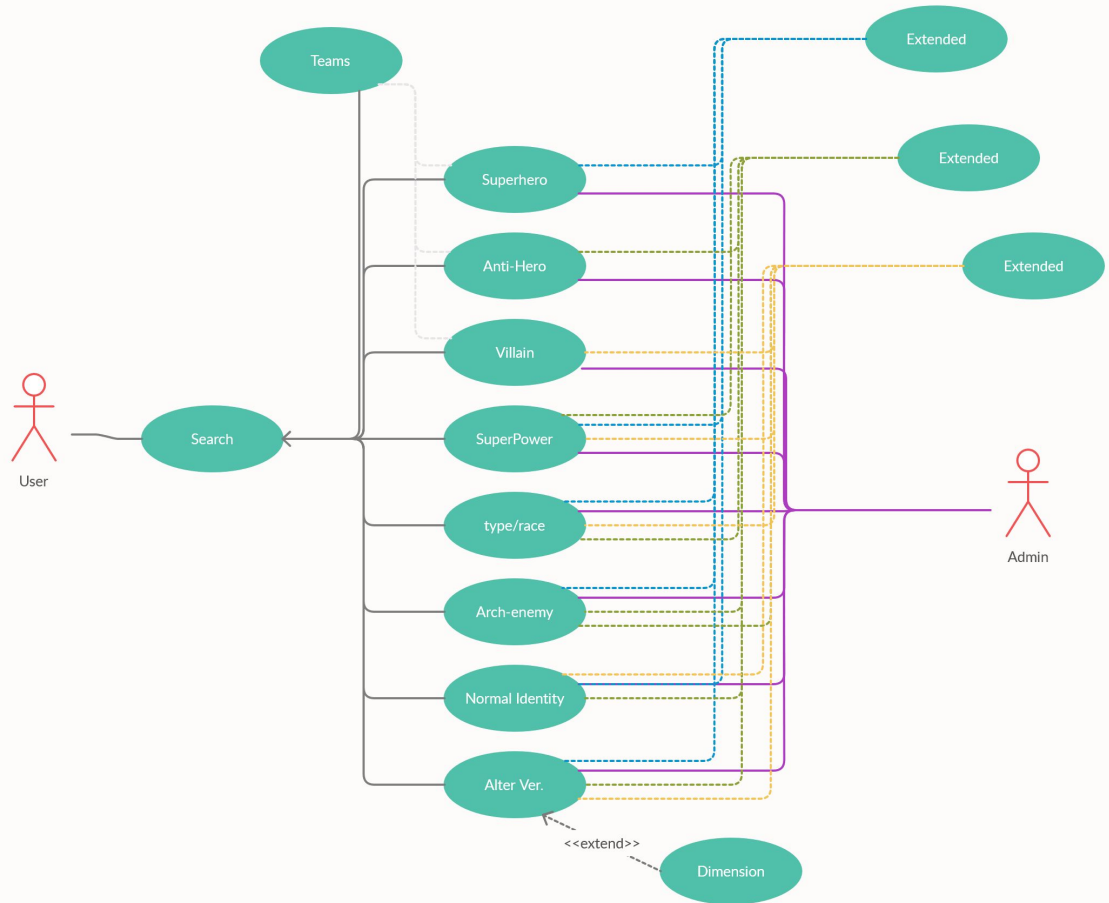 Extended
Teams
Extended
Superhero
Anti-Hero
Extended
Villain
User
Search
SuperPower
type/race
Admin
Arch-enemy
Normal Identity
Alter Ver.
<<extend>>
Dimension